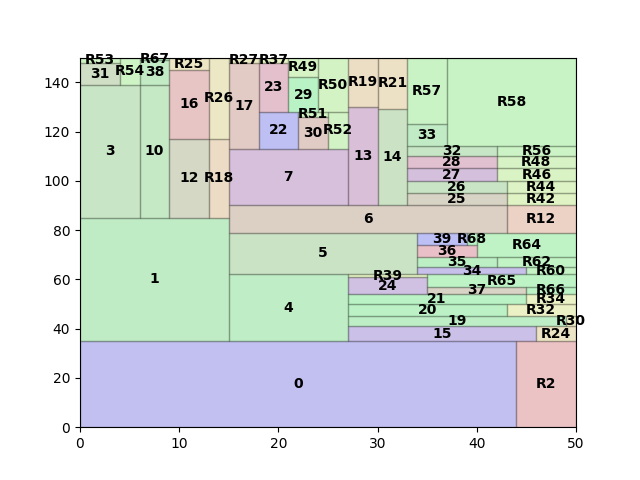 R53 R67 R25 R27 R37 R49
31 R54 38 16 R26 17 23 29 R50 R19 R21 R57 R58
22 R51 30 R52 33
3 10 12 R18 7 13 14
32 R56
28 R48
27 R46
26 R44
25 R42
6 R12
39 R68 R64
36
5 35 R62
34 R60
1 R39 R65
24 37 R66
4 21 R34
20 R32
19 R30
15 R24
0 R2
0 20 40 60 80 100 120 140
0 10 20 30 40 50